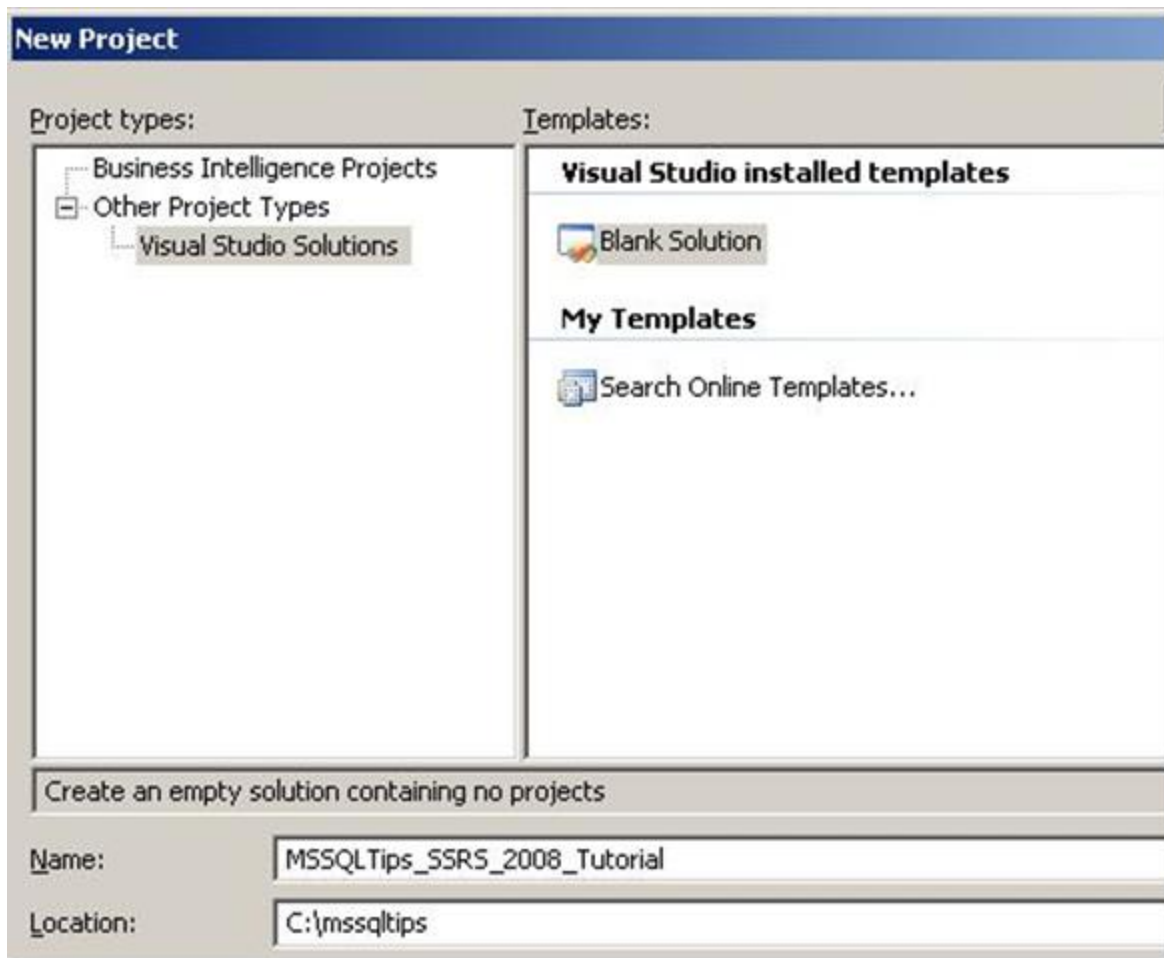 New Project
Project types:
Business Intelligence Projects
Other Project Types
Visual Studio Solutions
Templates:
Visual Studio installed templates
Blank Solution
My Templates
Search Online Templates...
Create an empty solution containing no projects
Name:
MSSQLTips_SSRS_2008_Tutorial
Location:
C:\mssqltips